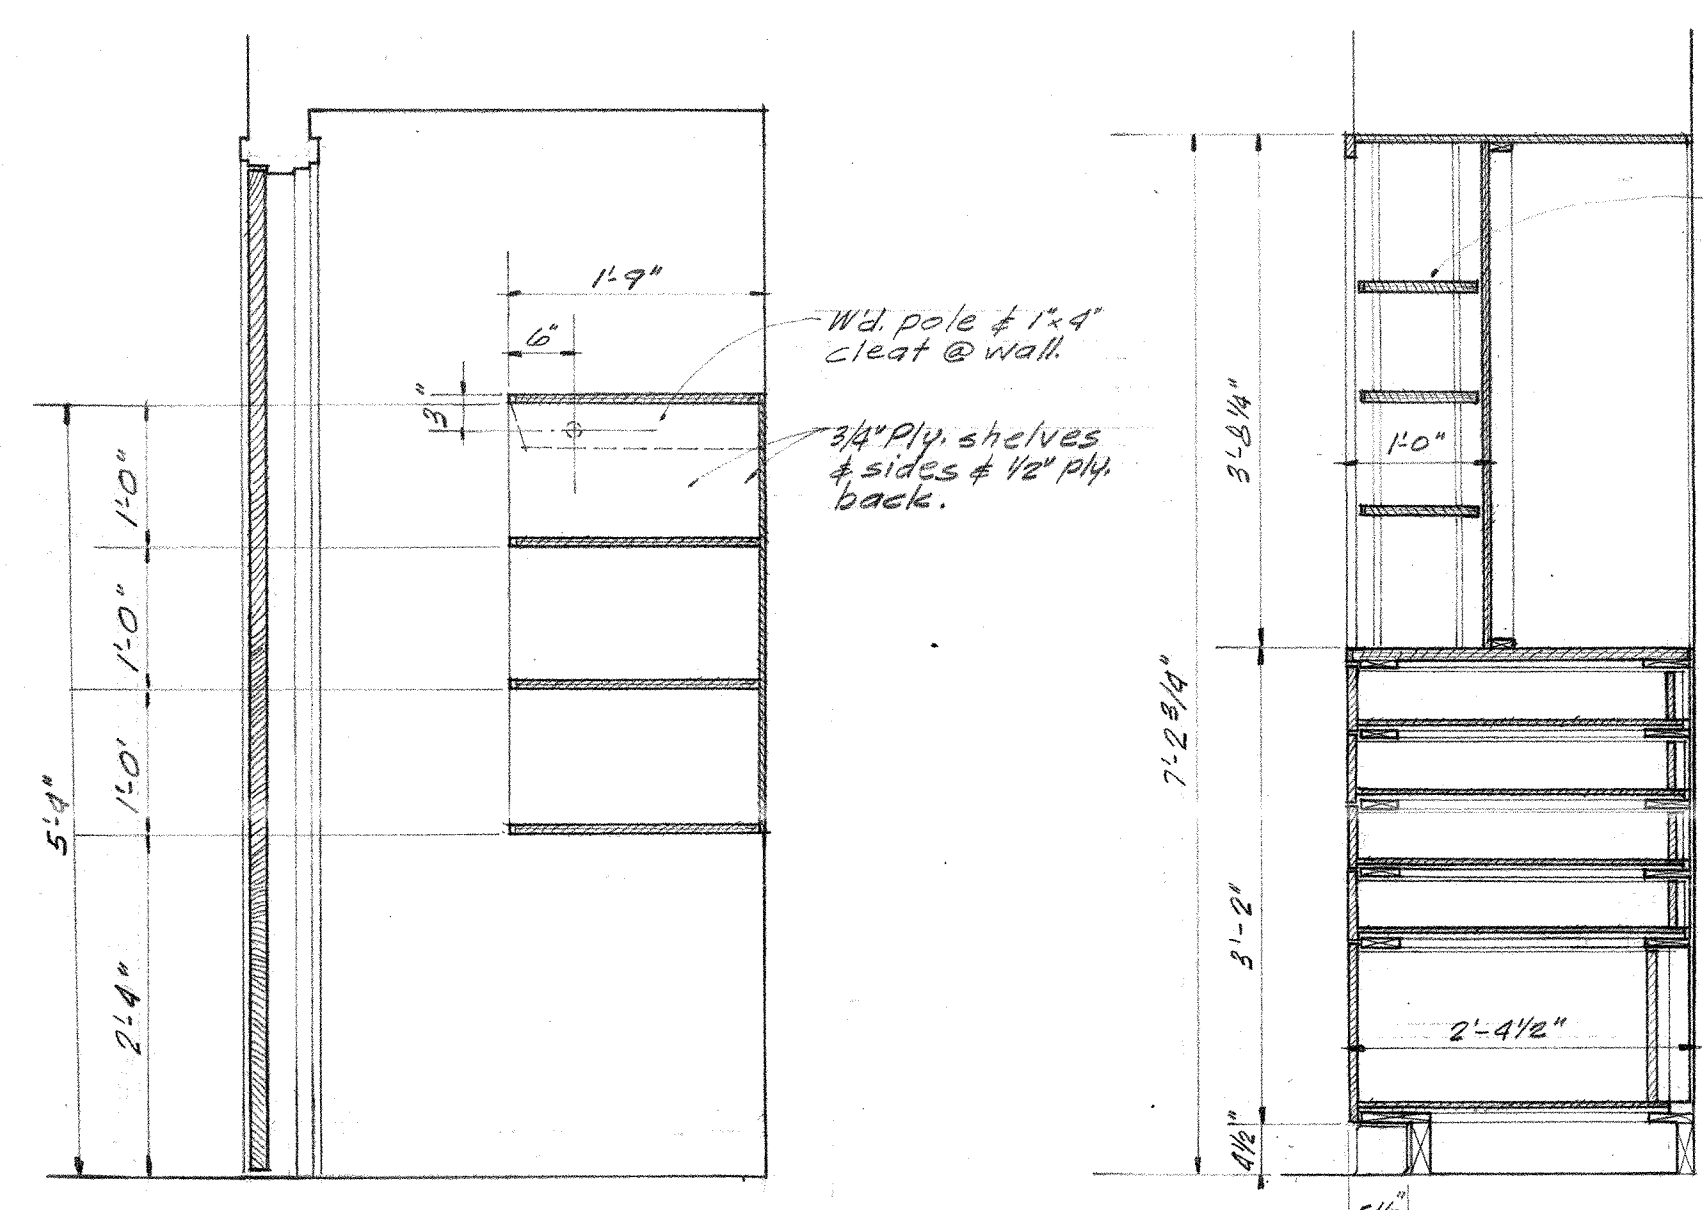 1'-9"
6"
3"
W'd. pole & 1"x4"
cleat @ wall.
3/4" Ply. shelves
& sides & 1/2" ply.
back.
5'-4"
1'-0"
1'-0"
1'-0'
2'-4"
7'-2 3/4"
3'-8 1/4"
3'-2"
4 1/2"
1'-0"
2'-4 1/2"